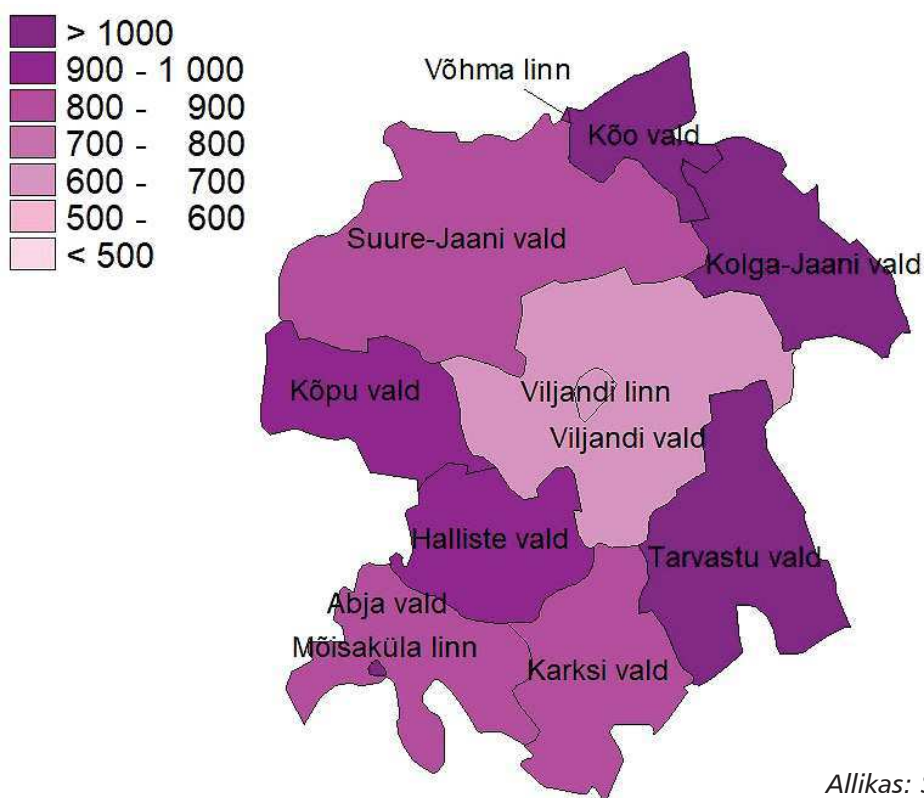 > 1000
900 - 1 000
800 - 900
700 - 800
600 - 700
500 - 600
< 500
Võhma linn
Kõo vald
Suure-Jaani vald
Kolga-Jaani vald
Kõpu vald
Viljandi linn
Viljandi vald
Halliste vald
Tarvastu vald
Abja vald
Mõisaküla linn
Karksi vald
Allikas: